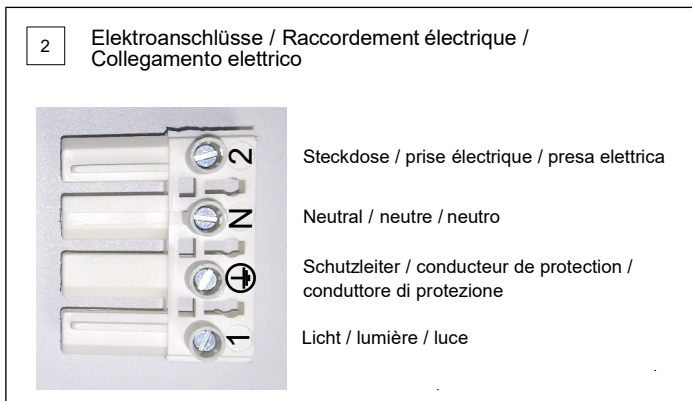 2
Elektroanschlüsse / Raccordement électrique /
Collegamento elettrico
2
Steckdose / prise électrique / presa elettrica
N
Neutral / neutre / neutro
Schutzleiter / conducteur de protection /
conduttore di protezione
1
Licht / lumière / luce